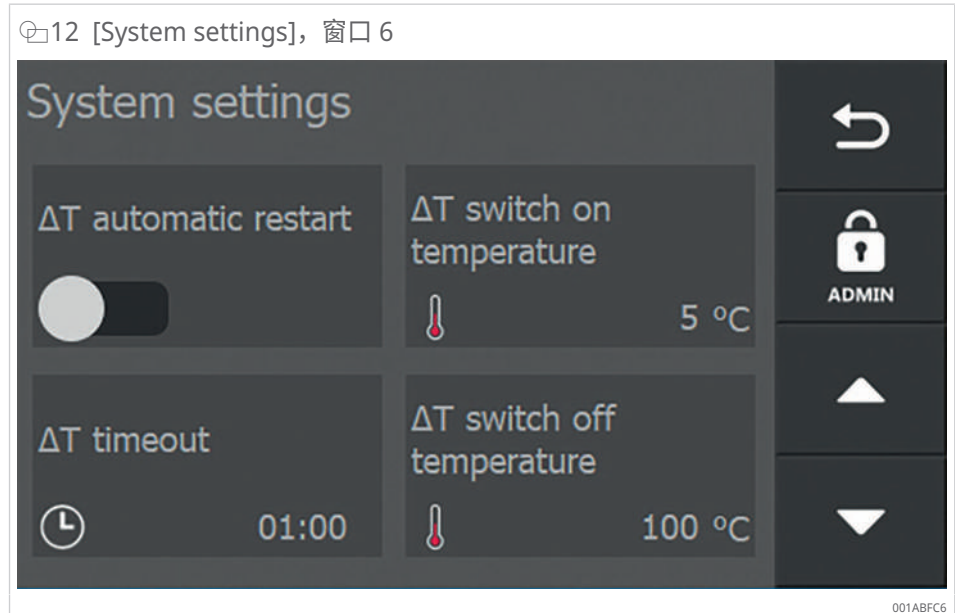 12 [System settings]，窗口 6
System settings
ΔT automatic restart
ΔT switch on
temperature
5 °C
ADMIN
ΔT timeout
01:00
ΔT switch off
temperature
100 °C
001ABFC6